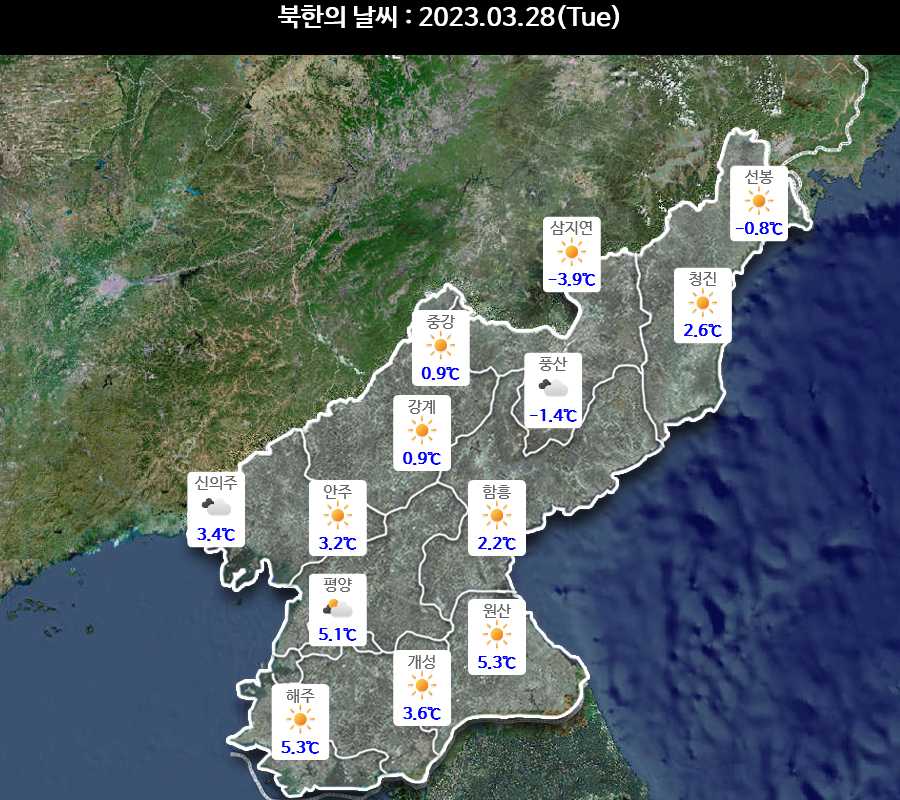 북한의 날씨 : 2023.03.28(Tue)
선봉
-0.8℃
삼지연
-3.9℃
청진
2.6℃
중강
0.9℃
풍산
-1.4℃
강계
0.9℃
신의주
3.4℃
안주
3.2℃
함흥
2.2℃
평양
5.1℃
원산
5.3℃
개성
3.6℃
해주
5.3℃